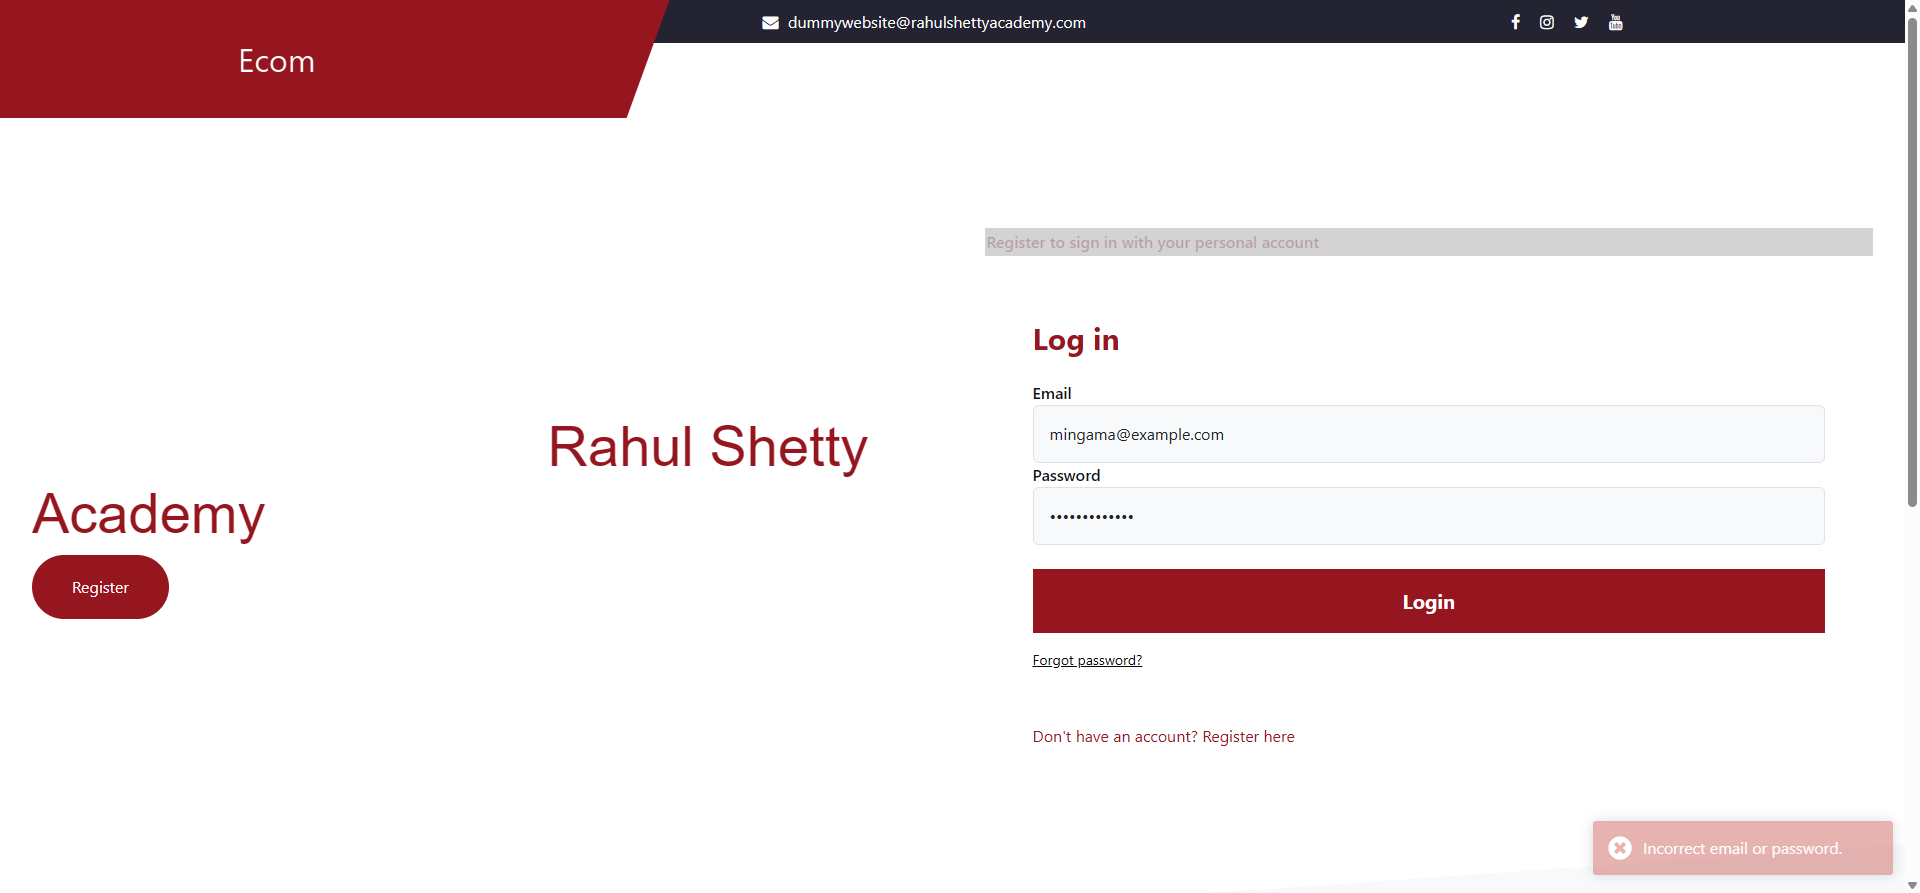 Ecom
dummywebsite@rahulshettyacademy.com
Register to sign in with your personal account
Rahul Shetty
Academy
Register
Log in
Email
mingama@example.com
Password
•••••••••••••
Login
Forgot password?
Don't have an account? Register here
Incorrect email or password.